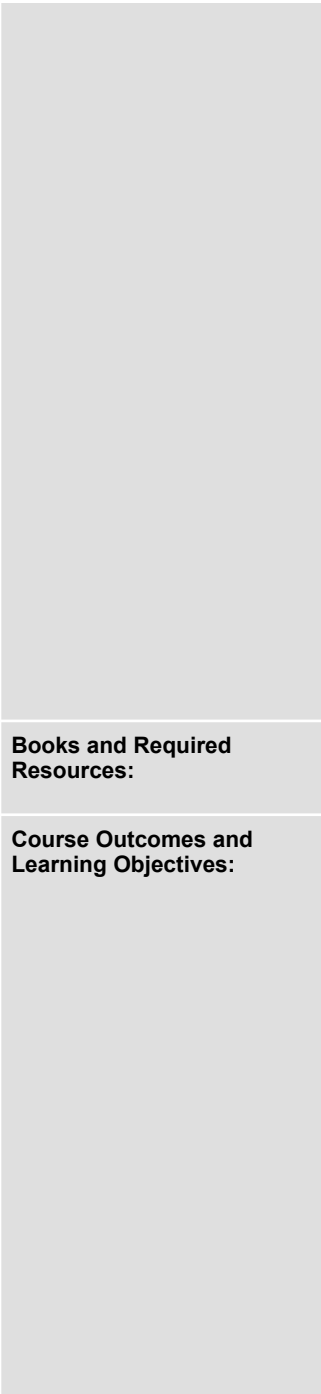 Books and Required
Resources:
Course Outcomes and
Learning Objectives: